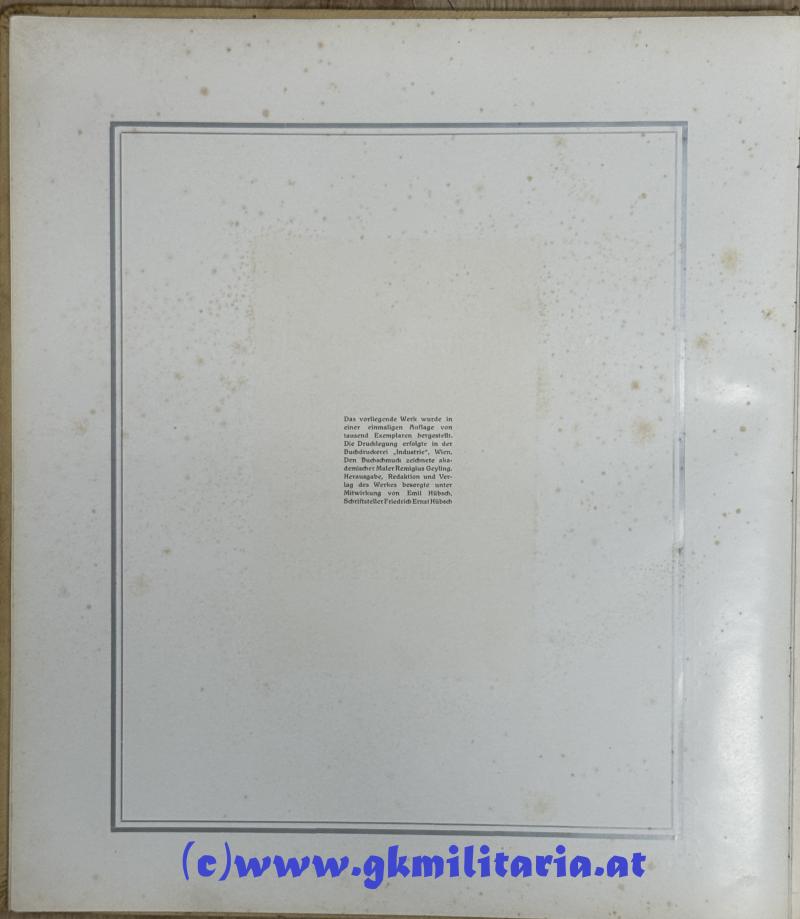 Das vorliegende Werk wurde in
einer einmaligen Auflage von
tausend Exemplaren hergestellt.
Die Drucklegung erfolgte in der
Buchdruckerei „Industrie“, Wien,
Den Buchschmuck zeichnete aka-
demischer Maler Remigius Geyling.
Herausgabe, Redaktion und Ver-
lag des Werkes besorgte unter
Mitwirkung von Emil Hübsch,
Schriftsteller Friedrich Ernst Hübsch
(c)www.gkmilitaria.at